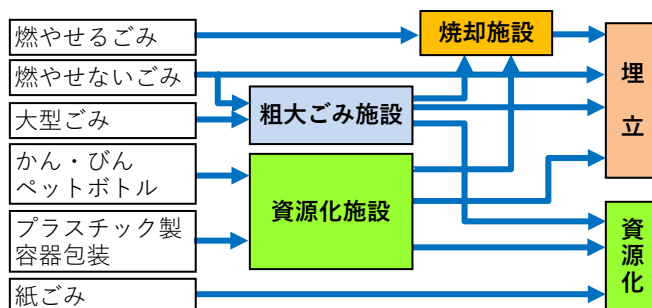 燃やせるごみ
燃やせないごみ
大型ごみ
かん・びん
ペットボトル
プラスチック製
容器包装
紙ごみ
焼却施設
粗大ごみ施設
資源化施設
埋立
資源化